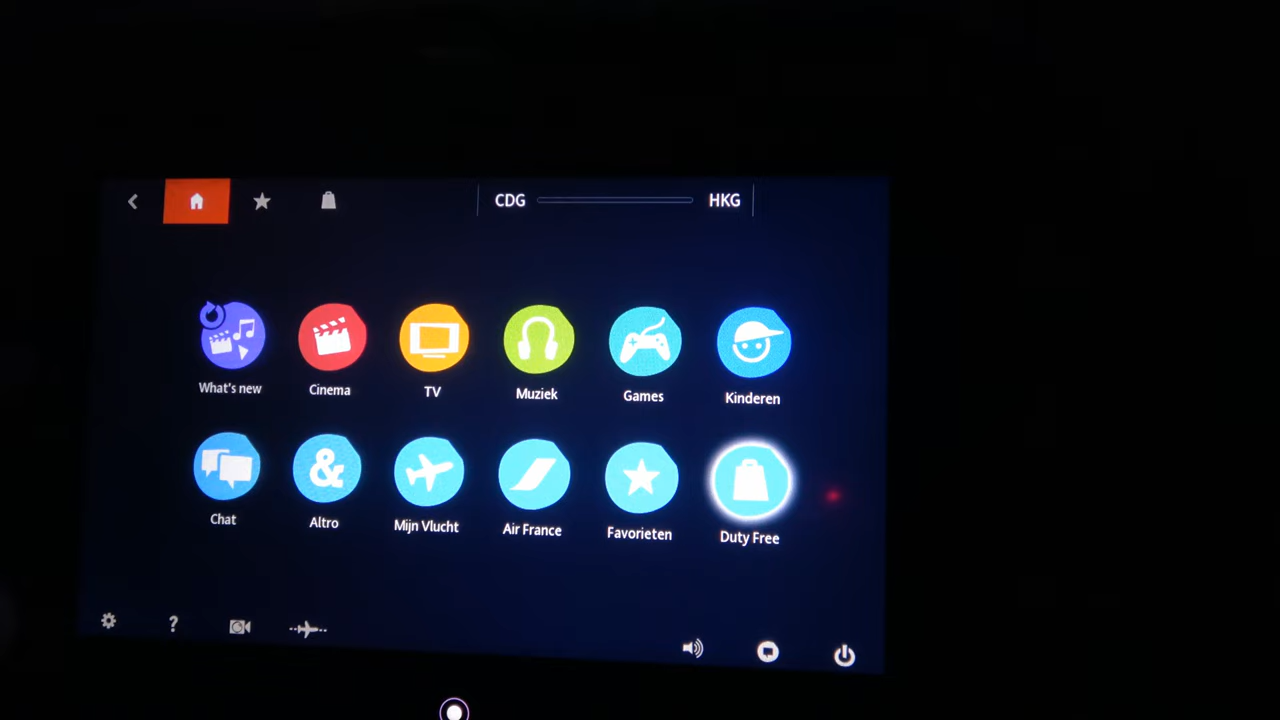 CDG HKG
What's new Cinema TV Muziek Games Kinderen
&
Chat Altro Mijn Vlucht Air France Favorieten Duty Free
?